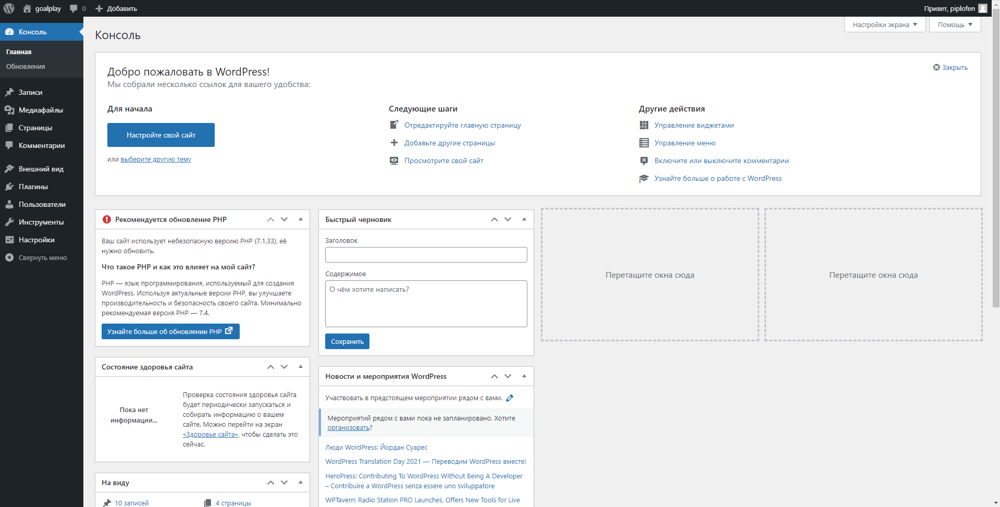 goalplay
0
Добавить
Привет, piplofen
Консоль
Главная
Обновления
Записи
Медиафайлы
Страницы
Комментарии
Внешний вид
Плагины
Пользователи
Инструменты
Настройки
Свернуть меню
Настройки экрана
Помощь
Консоль
Добро пожаловать в WordPress!
Мы собрали несколько ссылок для вашего удобства:
Закрыть
Для начала
Настройте свой сайт
или выберите другую тему
Следующие шаги
Отредактируйте главную страницу
Добавьте другие страницы
Просмотрите свой сайт
Другие действия
Управление виджетами
Управление меню
Включите или выключите комментарии
Узнайте больше о работе с WordPress
Рекомендуется обновление PHP
Ваш сайт использует небезопасную версию PHP (7.1.33), её
нужно обновить.
Что такое PHP и как это влияет на мой сайт?
PHP — язык программирования, используемый для создания
WordPress. Используя актуальные версии PHP, вы улучшаете
производительность и безопасность своего сайта. Минимально
рекомендуемая версия PHP — 7.4.
Узнайте больше об обновлении PHP
Состояние здоровья сайта
Пока нет
информации...
Проверка состояния здоровья сайта
будет периодически запускаться и
собирать информацию о вашем
сайте. Можно перейти на экран
«Здоровье сайта», чтобы сделать это
сейчас.
На виду
10 записей
4 страницы
Быстрый черновик
Заголовок
Содержимое
О чём хотите написать?
Сохранить
Новости и мероприятия WordPress
Участвовать в предстоящем мероприятии рядом с вами.
Мероприятий рядом с вами пока не запланировано. Хотите
организовать?
Люди WordPress: Йордан Суарес
WordPress Translation Day 2021 — Переводим WordPress вместе!
HeroPress: Contributing To WordPress Without Being A Developer
– Contribuire a WordPress senza essere uno sviluppatore
WPTavern: Radio Station PRO Launches, Offers New Tools for Live
Перетащите окна сюда
Перетащите окна сюда